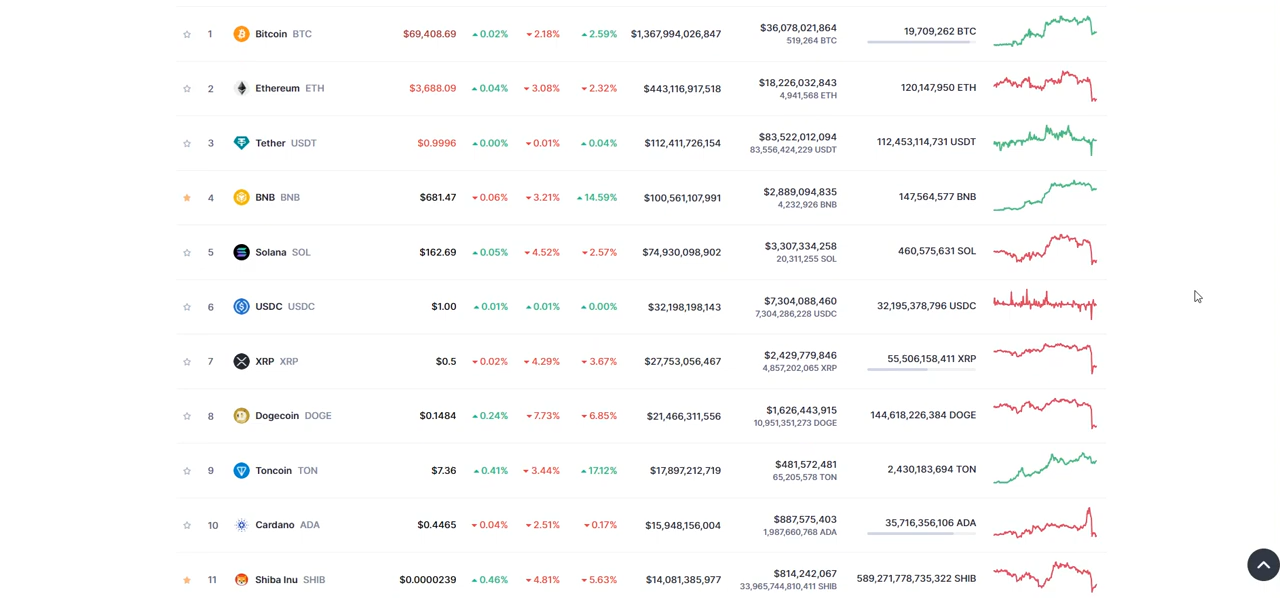 1 Bitcoin BTC $69,408.69 0.02% 2.18% 2.59% $1,367,994,026,847 $36,078,021,864 19,709,262 BTC
519,264 BTC
2 Ethereum ETH $3,688.09 0.04% 3.08% 2.32% $443,116,917,518 $18,226,032,843 120,147,950 ETH
4,941,568 ETH
3 Tether USDT $0.9996 0.00% 0.01% 0.04% $112,411,726,154 $83,522,012,094 112,453,114,731 USDT
83,556,424,229 USDT
4 BNB BNB $681.47 0.06% 3.21% 14.59% $100,561,107,991 $2,889,094,835 147,564,577 BNB
4,232,926 BNB
5 Solana SOL $162.69 0.05% 4.52% 2.57% $74,930,098,902 $3,307,334,258 460,575,631 SOL
20,311,255 SOL
6 USDC USDC $1.00 0.01% 0.01% 0.00% $32,198,198,143 $7,304,088,460 32,195,378,796 USDC
7,304,286,228 USDC
7 XRP XRP $0.5 0.02% 4.29% 3.67% $27,753,056,467 $2,429,779,846 55,506,158,411 XRP
4,857,202,065 XRP
8 Dogecoin DOGE $0.1484 0.24% 7.73% 6.85% $21,466,311,556 $1,626,443,915 144,618,226,384 DOGE
10,951,351,273 DOGE
9 Toncoin TON $7.36 0.41% 3.44% 17.12% $17,897,212,719 $481,572,481 2,430,183,694 TON
65,205,578 TON
10 Cardano ADA $0.4465 0.04% 2.51% 0.17% $15,948,156,004 $887,575,403 35,716,356,106 ADA
1,987,660,768 ADA
11 Shiba Inu SHIB $0.0000239 0.46% 4.81% 5.63% $14,081,385,977 $814,242,067 589,271,778,735,322 SHIB
33,965,744,810,411 SHIB